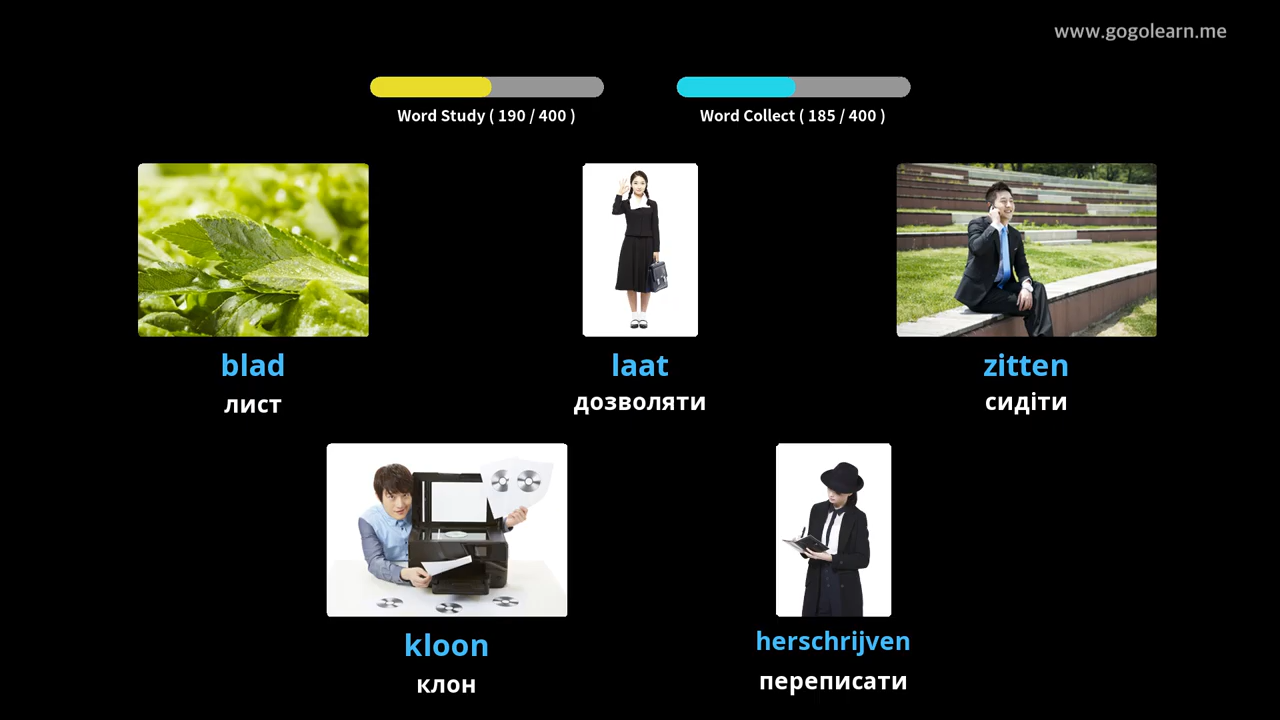 www.gogolearn.me
Word Study ( 190 / 400 )
Word Collect ( 185 / 400 )
blad
лист
laat
дозволяти
zitten
сидіти
kloon
клон
herschrijven
переписати